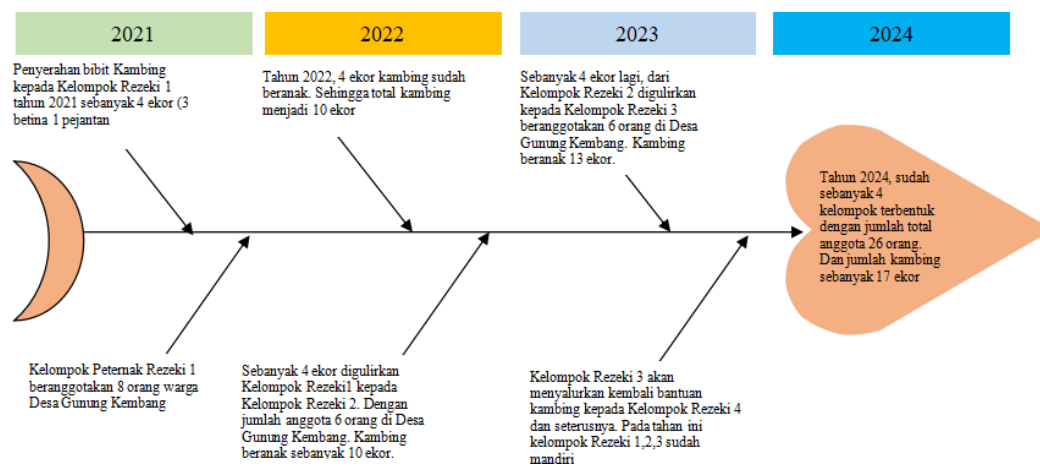 2021
2022
2023
2024
Penyerahan bibit Kambing
kepada Kelompok Rezeki 1
tahun 2021 sebanyak 4 ekor (3
betina 1 pejantan
Tahun 2022, 4 ekor kambing sudah
beranak. Sehingga total kambing
menjadi 10 ekor
Sebanyak 4 ekor lagi, dari
Kelompok Rezeki 2 digulirkan
kepada Kelompok Rezeki 3
beranggotakan 6 orang di Desa
Gunung Kembang. Kambing
beranak 13 ekor.
Tahun 2024, sudah
sebanyak 4
kelompok terbentuk
dengan jumlah total
anggota 26 orang.
Dan jumlah kambing
sebanyak 17 ekor
Kelompok Peternak Rezeki 1
beranggotakan 8 orang warga
Desa Gunung Kembang
Sebanyak 4 ekor digulirkan
Kelompok Rezeki1 kepada
Kelompok Rezeki 2. Dengan
jumlah anggota 6 orang di Desa
Gunung Kembang. Kambing
beranak sebanyak 10 ekor.
Kelompok Rezeki 3 akan
menyalurkan kembali bantuan
kambing kepada Kelompok Rezeki 4
dan seterusnya. Pada tahan ini
kelompok Rezeki 1,2,3 sudah
mandiri